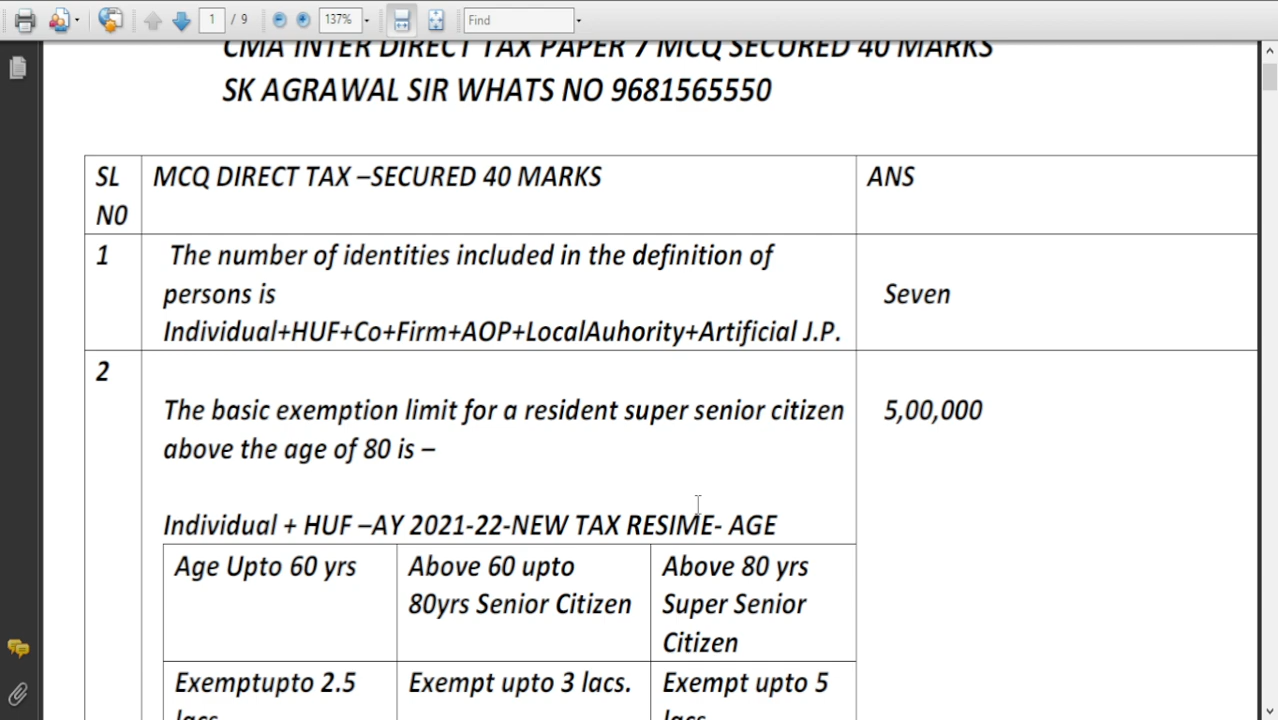 1 / 9 137% Find
CMA INTER DIRECT TAX PAPER 7 MCQ SECURED 40 MARKS
SK AGRAWAL SIR WHATS NO 9681565550
SL N0
MCQ DIRECT TAX –SECURED 40 MARKS
ANS
1
The number of identities included in the definition of
persons is
Individual+HUF+Co+Firm+AOP+LocalAuhority+Artificial J.P.
Seven
2
The basic exemption limit for a resident super senior citizen
above the age of 80 is –
5,00,000
Individual + HUF –AY 2021-22-NEW TAX RESIME- AGE
Age Upto 60 yrs
Above 60 upto
80yrs Senior Citizen
Above 80 yrs
Super Senior
Citizen
Exemptupto 2.5
lacs
Exempt upto 3 lacs.
Exempt upto 5
lacs